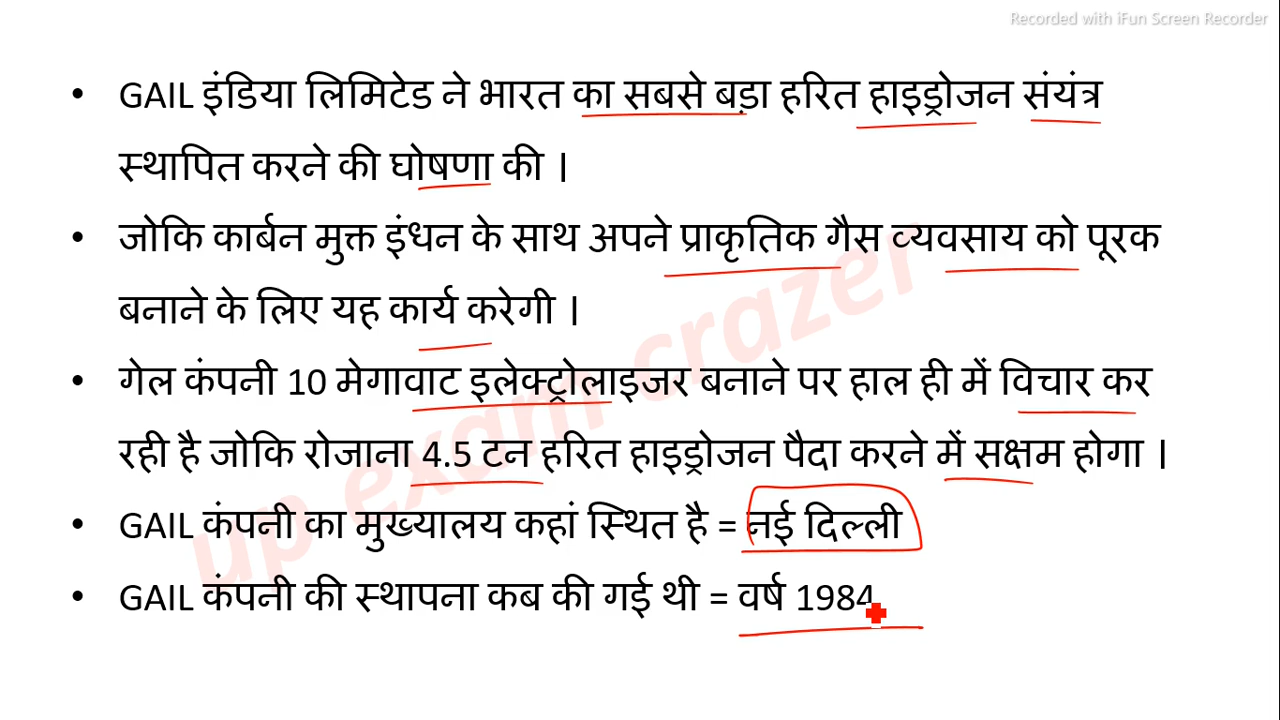 Recorded with iFun Screen Recorder
• GAIL इंडिया लिमिटेड ने भारत का सबसे बड़ा हरित हाइड्रोजन संयंत्र
स्थापित करने की घोषणा की ।
• जोकि कार्बन मुक्त इंधन के साथ अपने प्राकृतिक गैस व्यवसाय को पूरक
बनाने के लिए यह कार्य करेगी ।
• गेल कंपनी 10 मेगावाट इलेक्ट्रोलाइजर बनाने पर हाल ही में विचार कर
रही है जोकि रोजाना 4.5 टन हरित हाइड्रोजन पैदा करने में सक्षम होगा ।
• GAIL कंपनी का मुख्यालय कहां स्थित है = नई दिल्ली
• GAIL कंपनी की स्थापना कब की गई थी = वर्ष 1984
up exam crazer